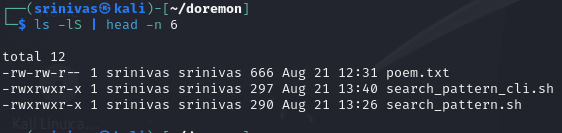 ┌──(srinivas㉿kali)-[~/doremon]
└─$ ls -lS | head -n 6
total 12
-rw-rw-r-- 1 srinivas srinivas 666 Aug 21 12:31 poem.txt
-rwxrwxr-x 1 srinivas srinivas 297 Aug 21 13:40 search_pattern_cli.sh
-rwxrwxr-x 1 srinivas srinivas 290 Aug 21 13:26 search_pattern.sh